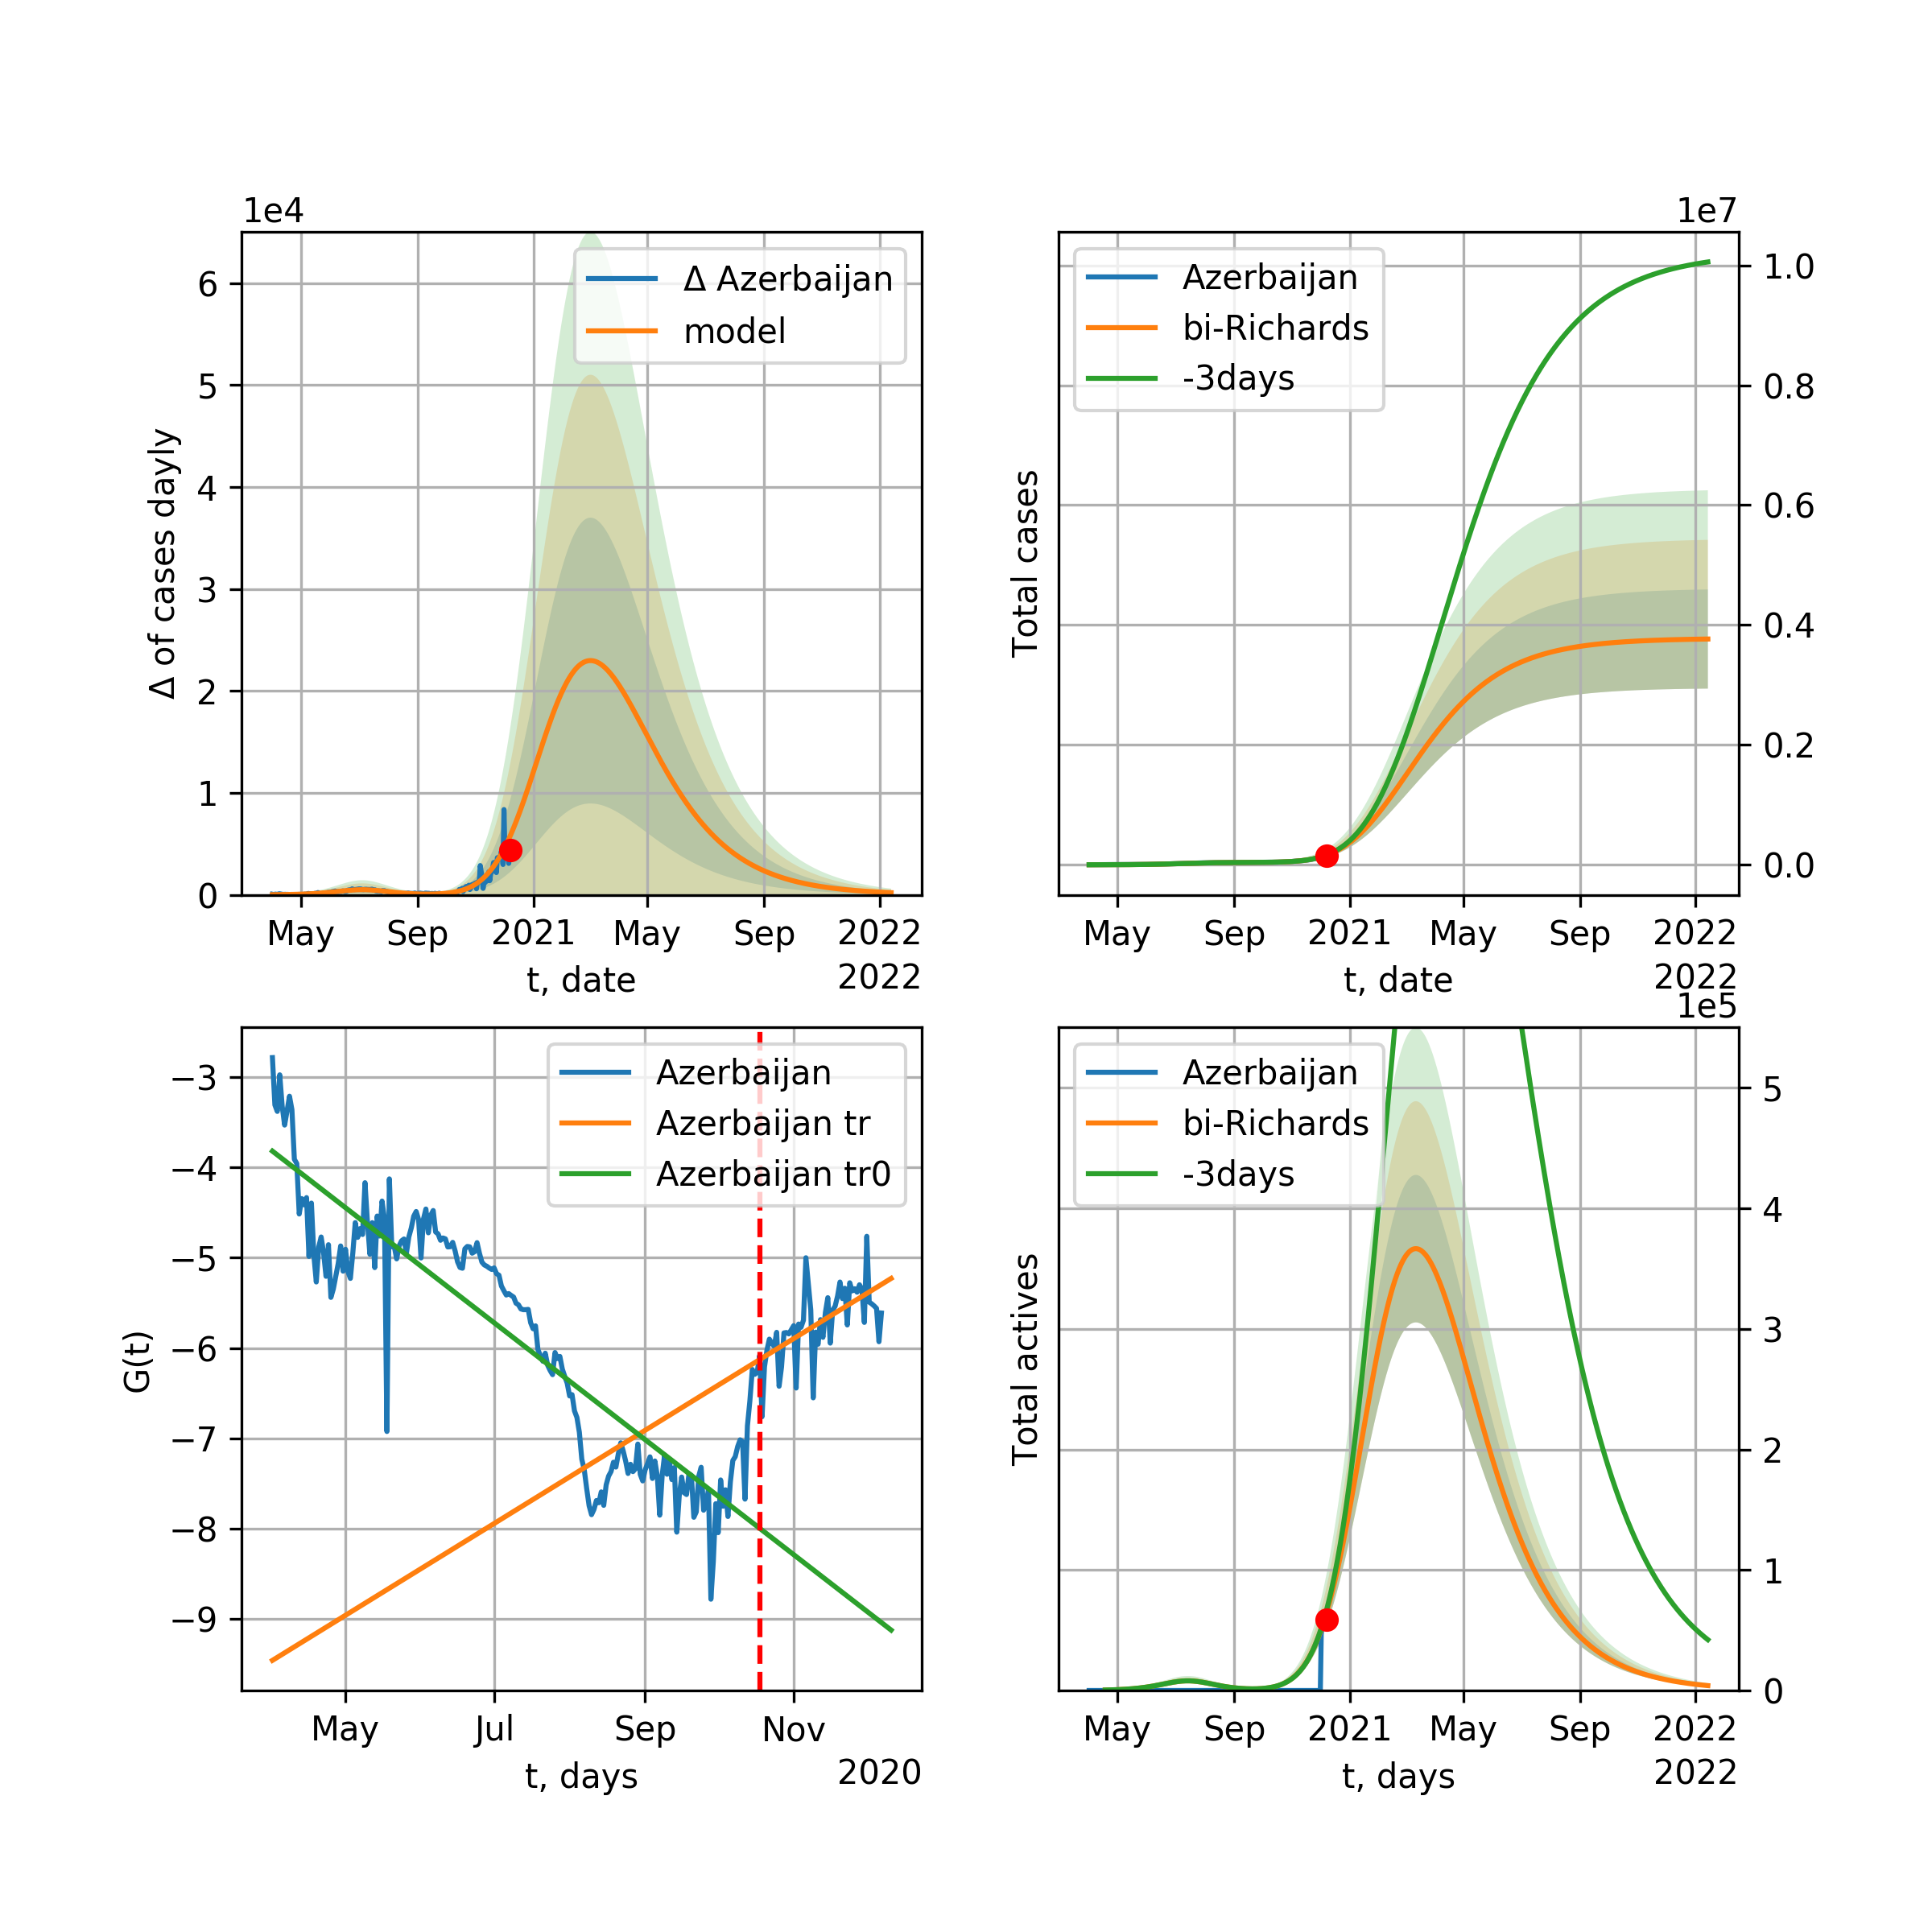 1e4
6
5
4
3
2
1
0
Δ of cases dayly
Δ Azerbaijan
model
May Sep 2021 May Sep 2022
t, date 2022
1e7
1.0
0.8
0.6
0.4
0.2
0.0
Total cases
Azerbaijan
bi-Richards
-3days
May Sep 2021 May Sep 2022
t, date 2022
−3
−4
−5
−6
−7
−8
−9
G(t)
Azerbaijan
Azerbaijan tr
Azerbaijan tr0
May Jul Sep Nov
t, days 2020
1e5
5
4
3
2
1
0
Total actives
Azerbaijan
bi-Richards
-3days
May Sep 2021 May Sep 2022
t, days 2022